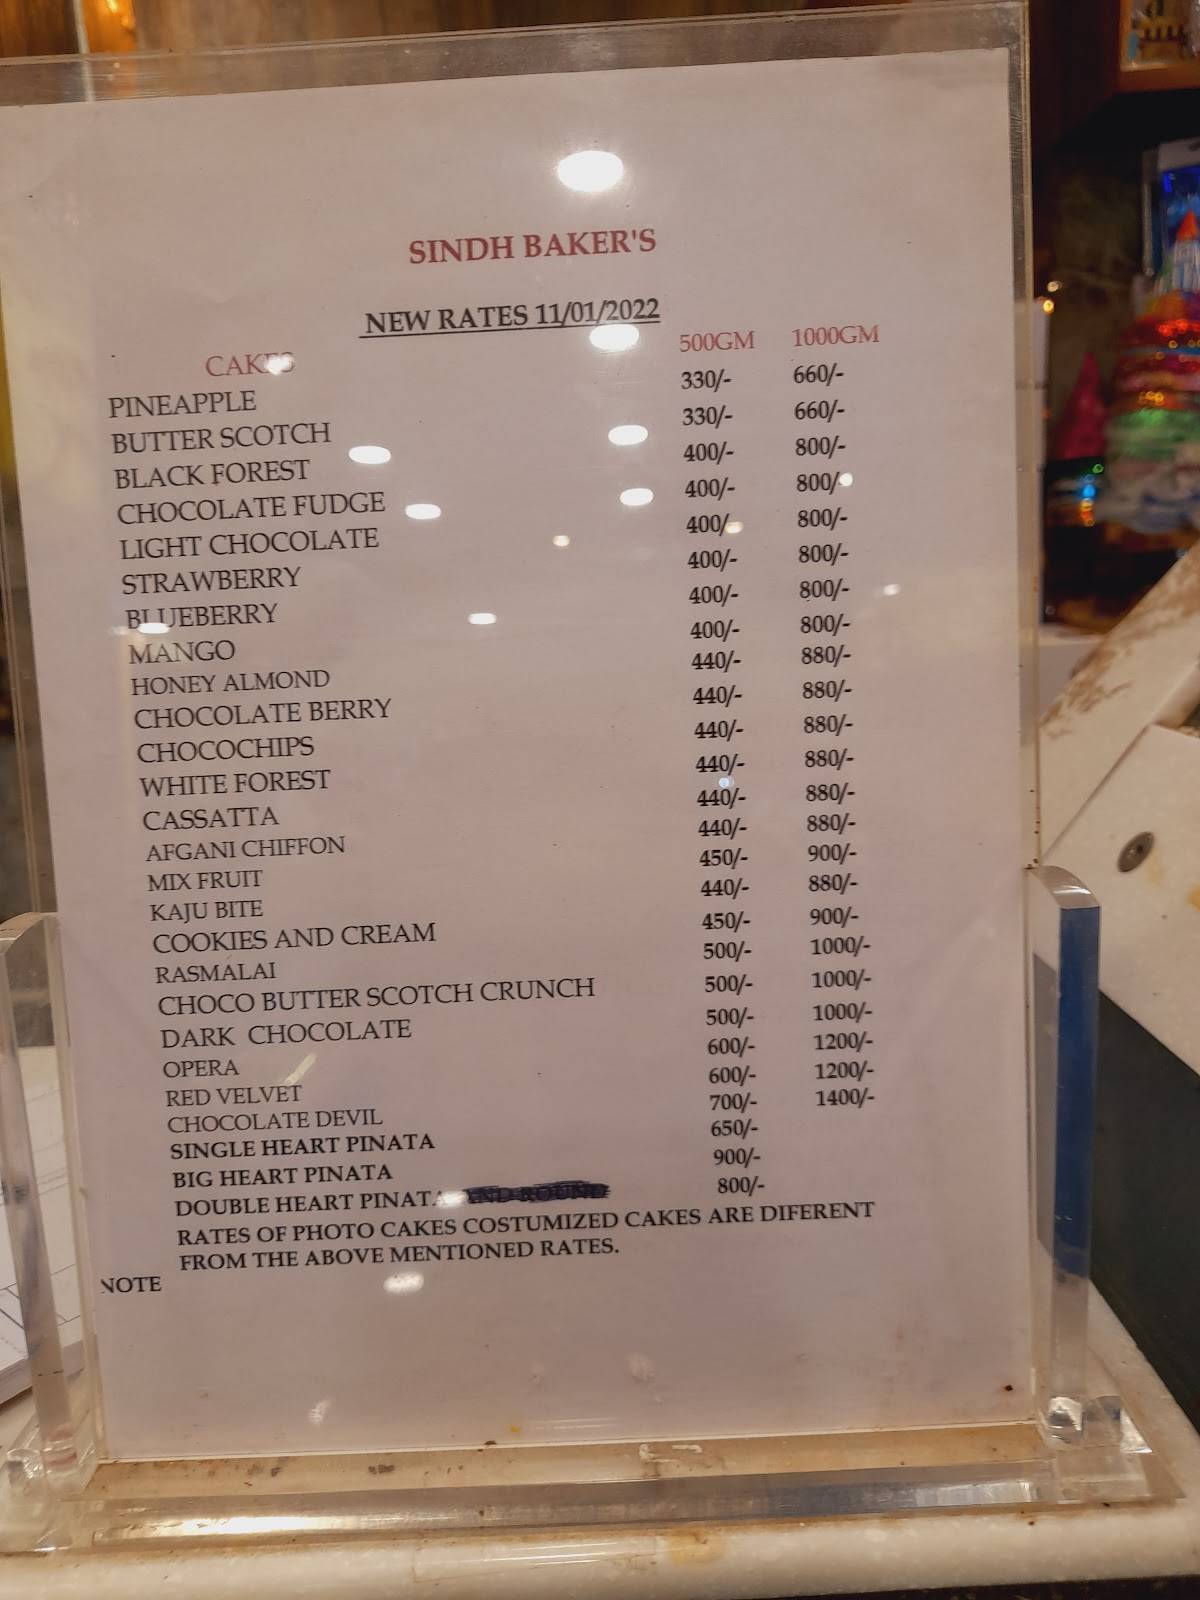 SINDH BAKER'S
NEW RATES 11/01/2022
CAKES 500GM 1000GM
PINEAPPLE 330/- 660/-
BUTTER SCOTCH 330/- 660/-
BLACK FOREST 400/- 800/-
CHOCOLATE FUDGE 400/- 800/-
LIGHT CHOCOLATE 400/- 800/-
STRAWBERRY 400/- 800/-
BLUEBERRY 400/- 800/-
MANGO 400/- 800/-
HONEY ALMOND 440/- 880/-
CHOCOLATE BERRY 440/- 880/-
CHOCOCHIPS 440/- 880/-
WHITE FOREST 440/- 880/-
CASSATTA 440/- 880/-
AFGANI CHIFFON 440/- 880/-
MIX FRUIT 450/- 900/-
KAJU BITE 440/- 880/-
COOKIES AND CREAM 450/- 900/-
RASMALAI 500/- 1000/-
CHOCO BUTTER SCOTCH CRUNCH 500/- 1000/-
DARK CHOCOLATE 500/- 1000/-
OPERA 600/- 1200/-
RED VELVET 600/- 1200/-
CHOCOLATE DEVIL 700/- 1400/-
SINGLE HEART PINATA 650/-
BIG HEART PINATA 900/-
DOUBLE HEART PINATA AND ROUND 800/-
RATES OF PHOTO CAKES COSTUMIZED CAKES ARE DIFERENT
FROM THE ABOVE MENTIONED RATES.
NOTE